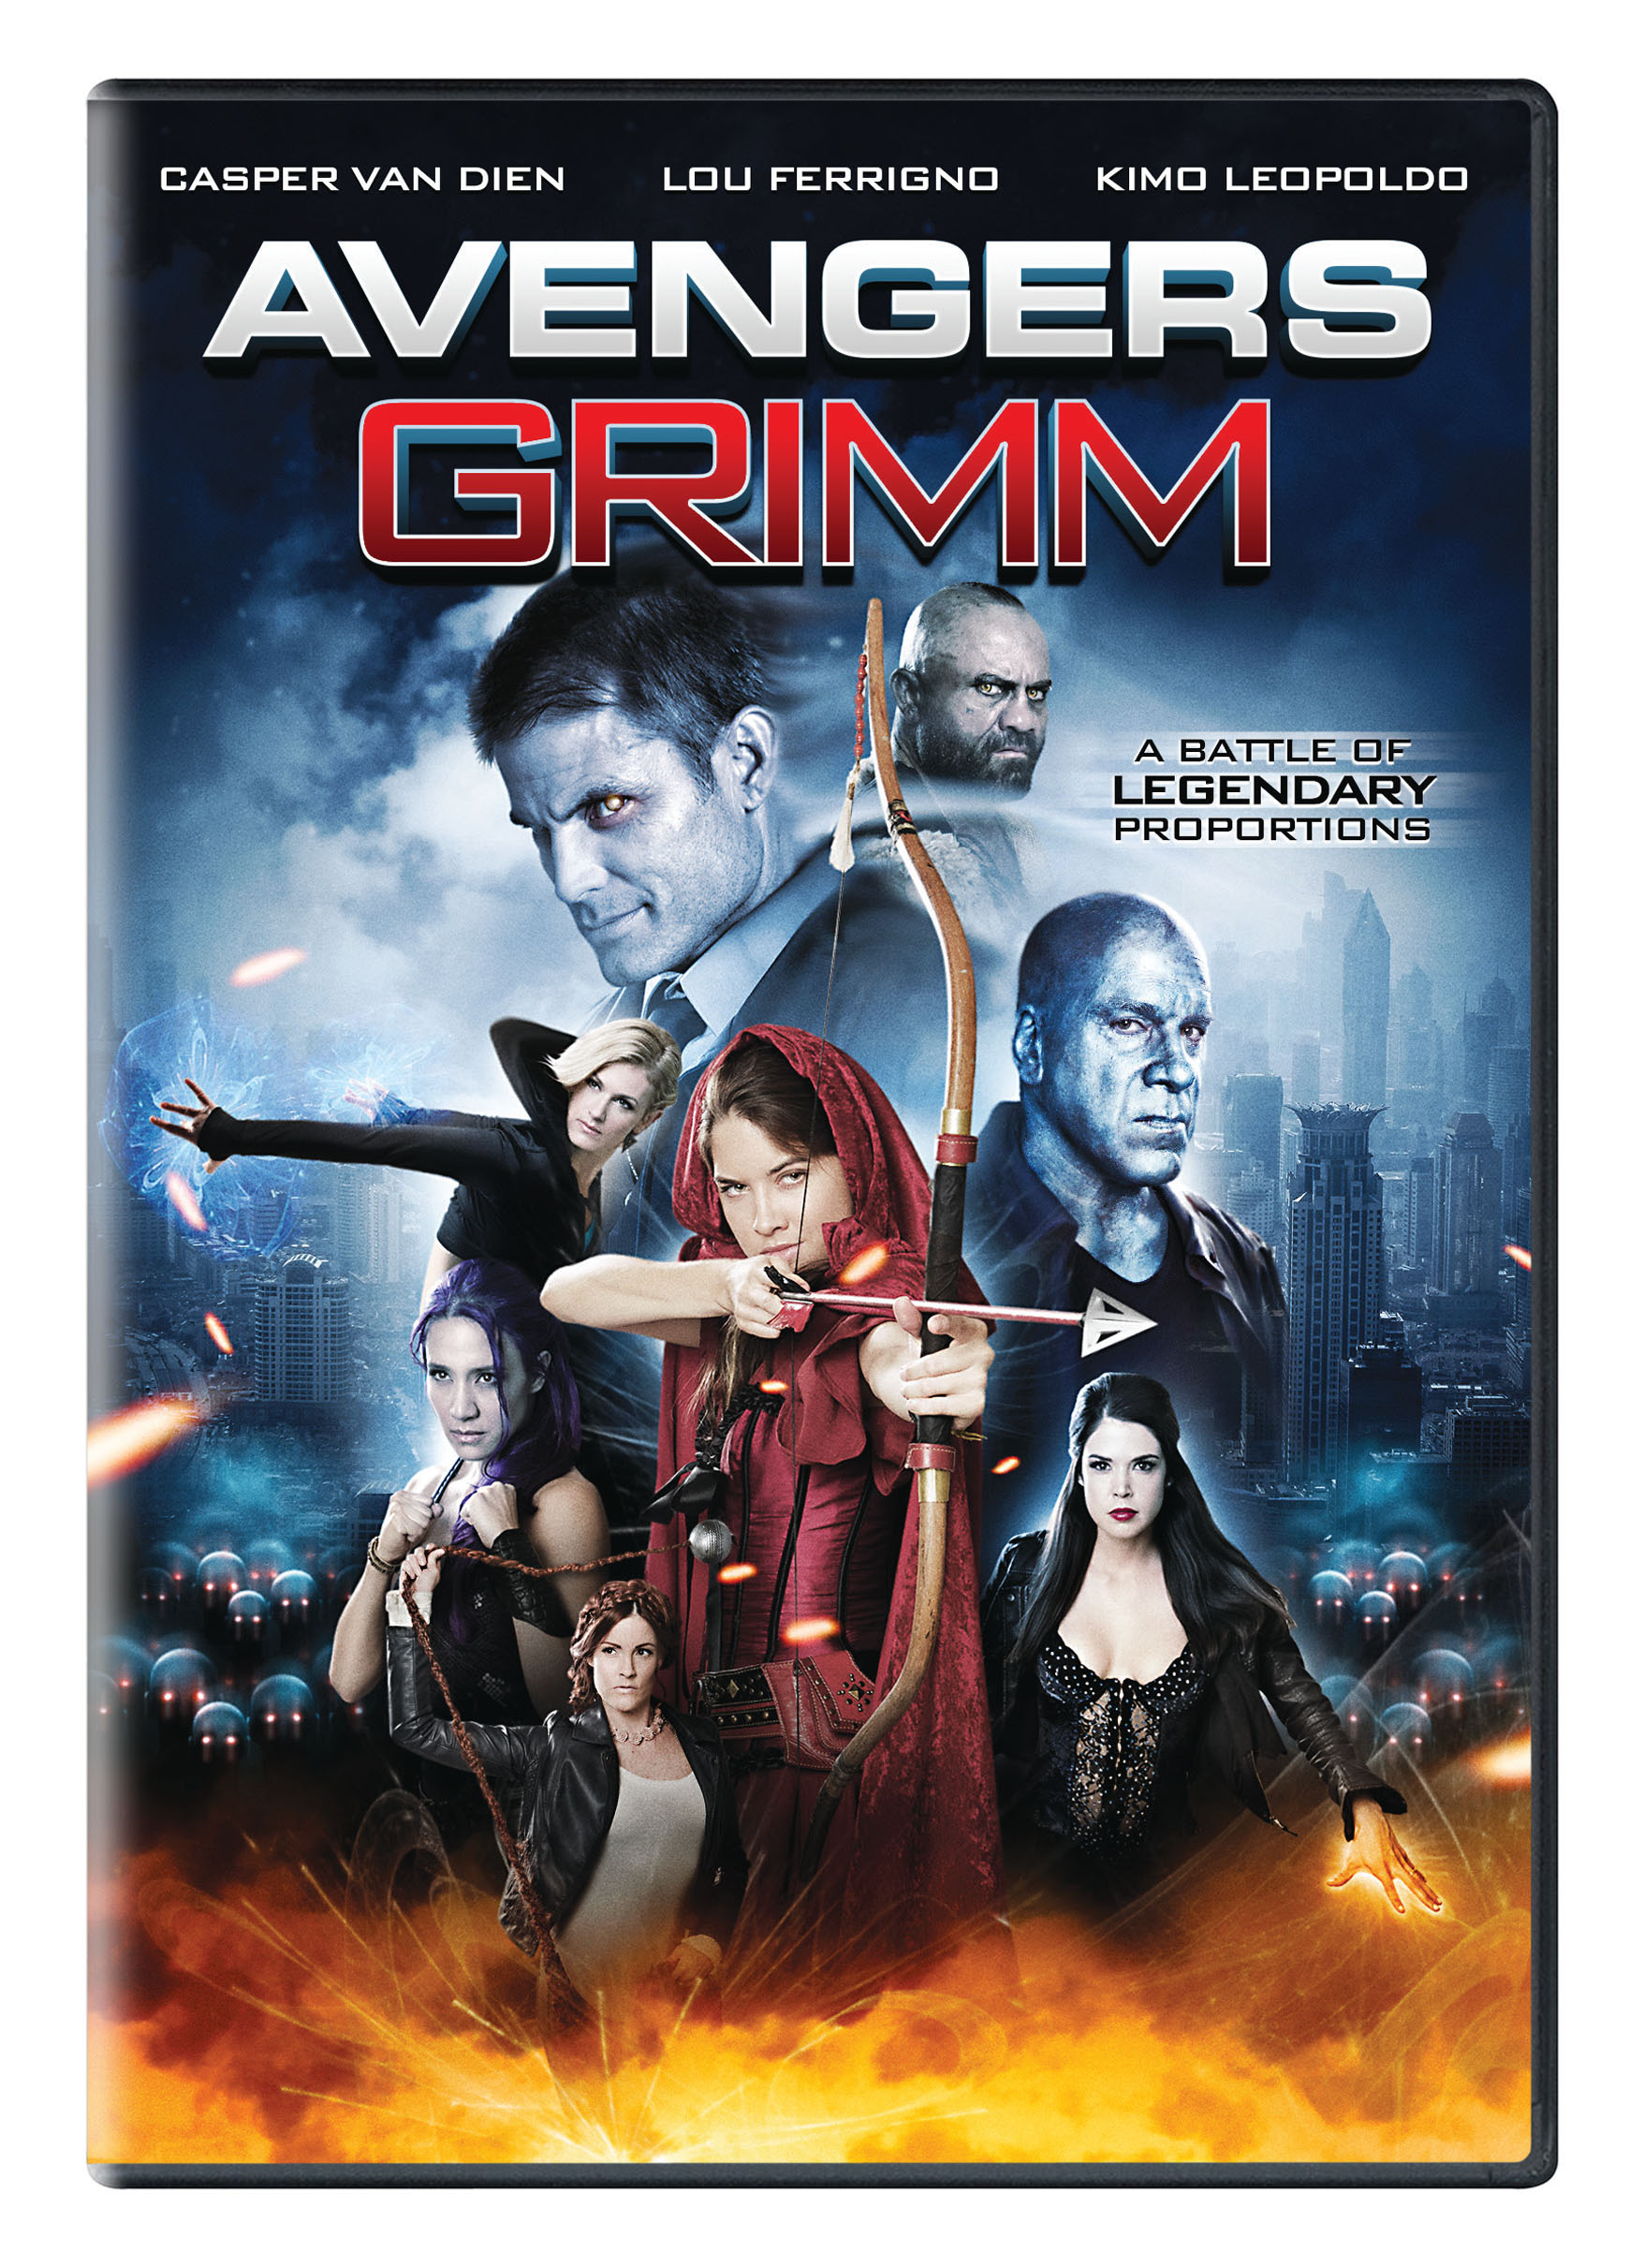 CASPER VAN DIEN LOU FERRIGNO KIMO LEOPOLDO
AVENGERS
GRIMM
A BATTLE OF
LEGENDARY
PROPORTIONS